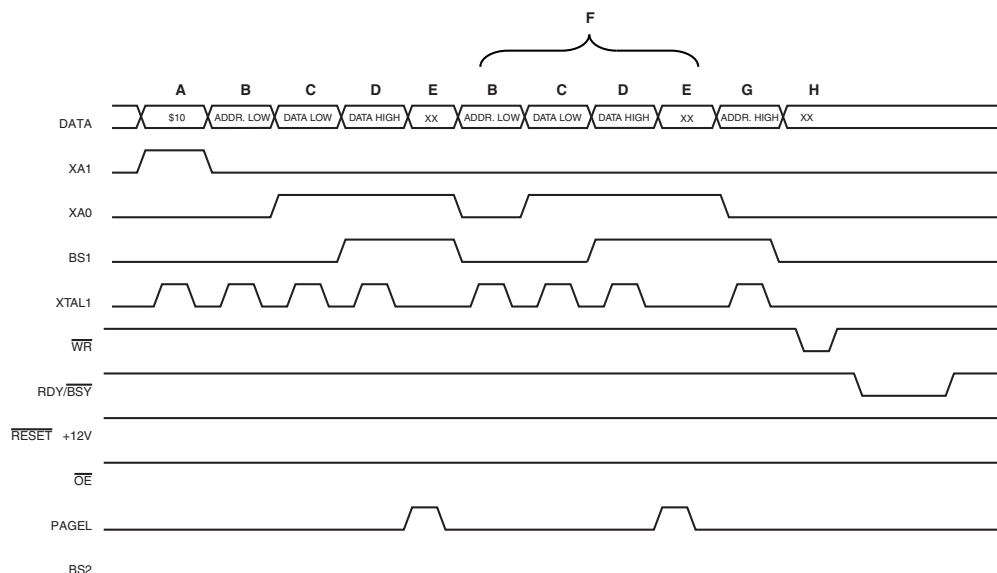 F
A B C D E B C D E G H
DATA $10 ADDR. LOW DATA LOW DATA HIGH XX ADDR. LOW DATA LOW DATA HIGH XX ADDR. HIGH XX
XA1
XA0
BS1
XTAL1
WR
RDY/BSY
RESET +12V
OE
PAGEL
BS2